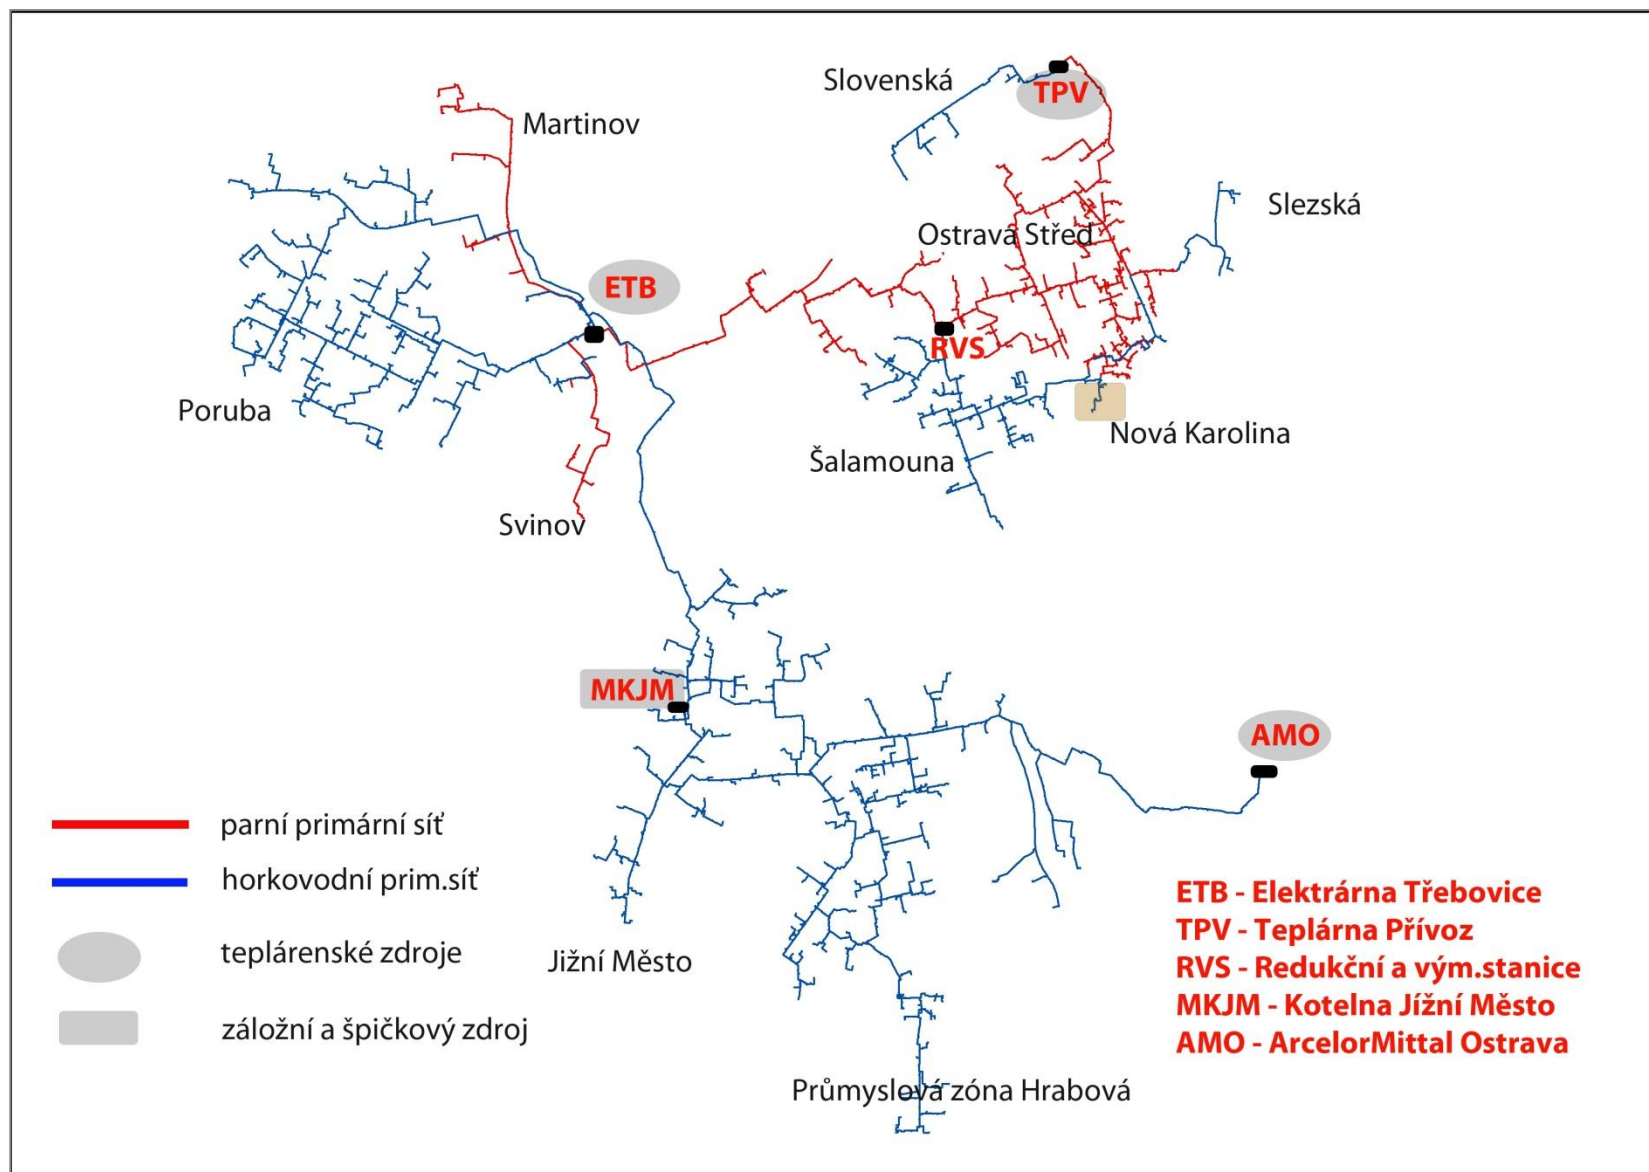 Slovenská
TPV
Martinov
Slezská
Ostrava Střed
ETB
RVS
Poruba
Nová Karolina
Šalamouna
Svinov
MKJM
AMO
parní primární síť
horkovodní prim.síť
teplárenské zdroje
záložní a špičkový zdroj
Jižní Město
Průmyslová zóna Hrabová
ETB - Elektrárna Třebovice
TPV - Teplárna Přívoz
RVS - Redukční a vým.stanice
MKJM - Kotelna Jížní Město
AMO - ArcelorMittal Ostrava